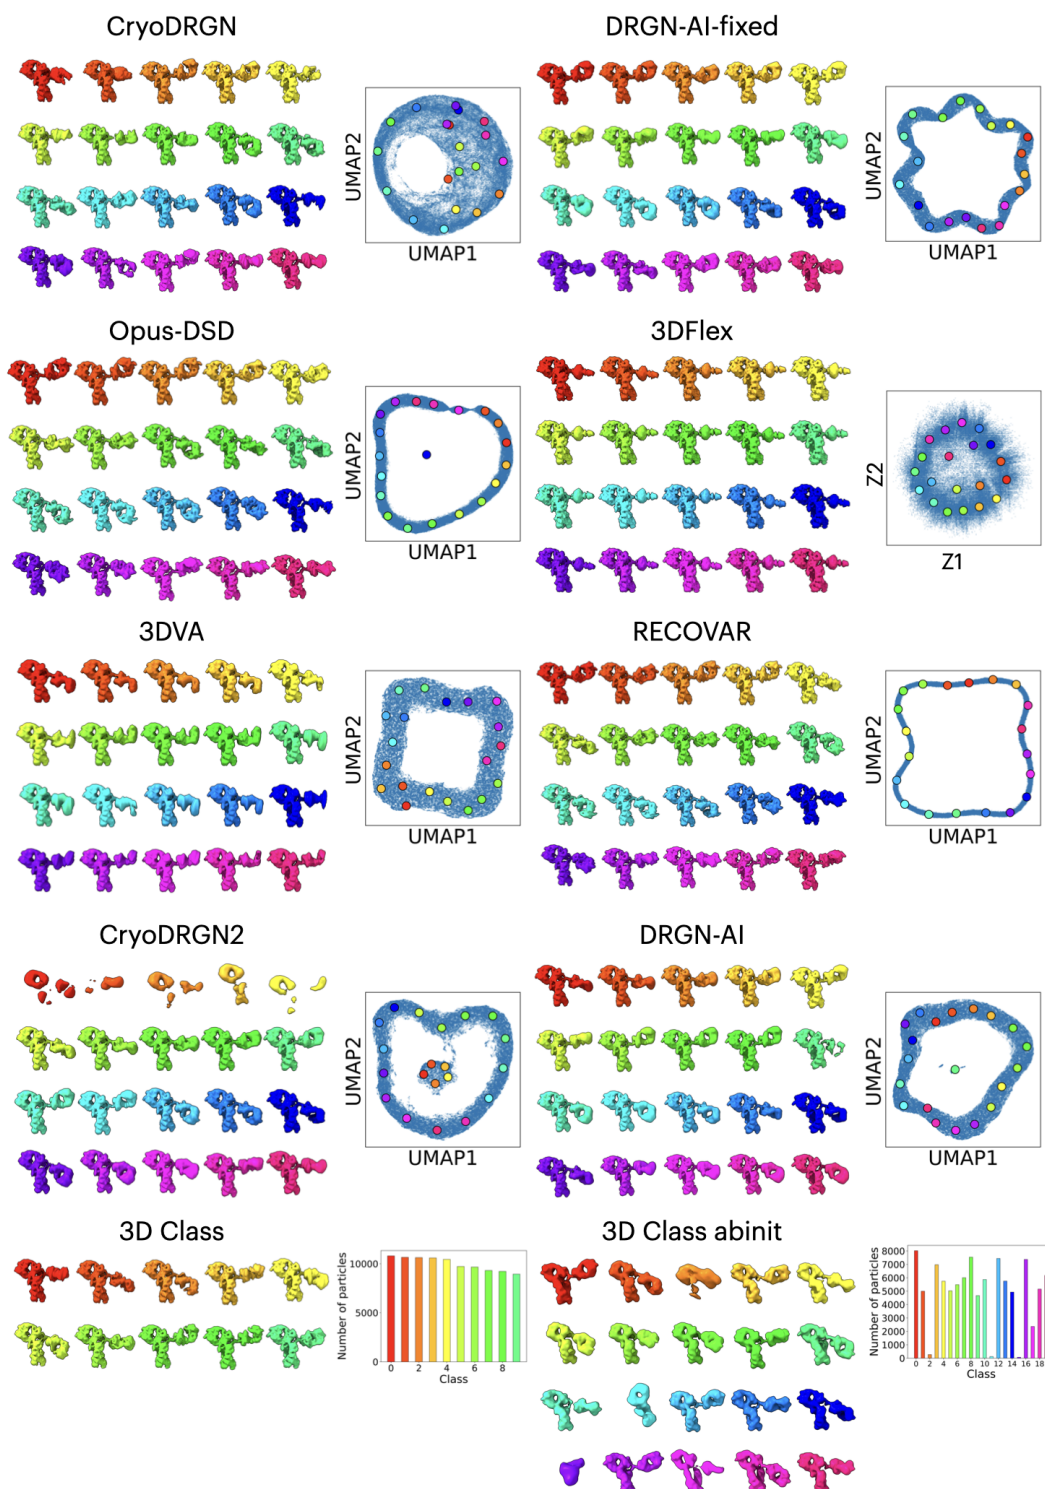 CryoDRGN
DRGN-AI-fixed
UMAP2
UMAP1
UMAP2
UMAP1
Opus-DSD
3DFlex
UMAP2
UMAP1
Z2
Z1
3DVA
RECOVAR
UMAP2
UMAP1
UMAP2
UMAP1
CryoDRGN2
DRGN-AI
UMAP2
UMAP1
UMAP2
UMAP1
3D Class
3D Class abinit
Number of particles
10000
5000
0
0 2 4 6 8
Class
Number of particles
8000
7000
6000
5000
4000
3000
2000
1000
0
0 2 4 6 8 10 12 14 16 18
Class